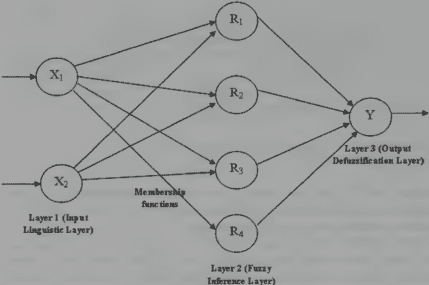 R1
X1
R2
Y
Layer 3 (Output
Defuzzification Layer)
R3
X2
Membership
functions
Layer 1 (Input
Linguistic Layer)
R4
Layer 2 (Fuzzy
Inference Layer)